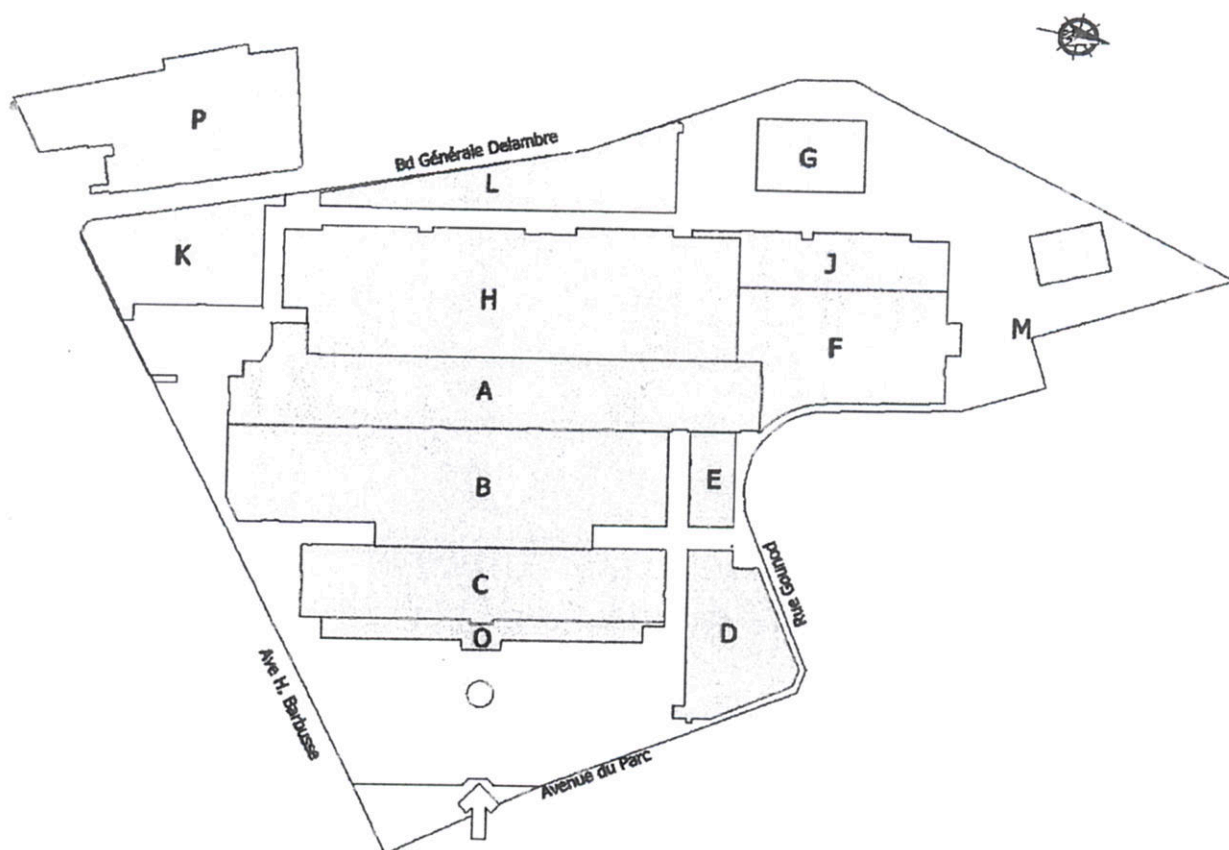 P
Bd Générale Delambre
G
L
K
J
H
M
F
A
E
B
Rue Gounod
C
D
O
Ave H. Barbusse
Avenue du Parc